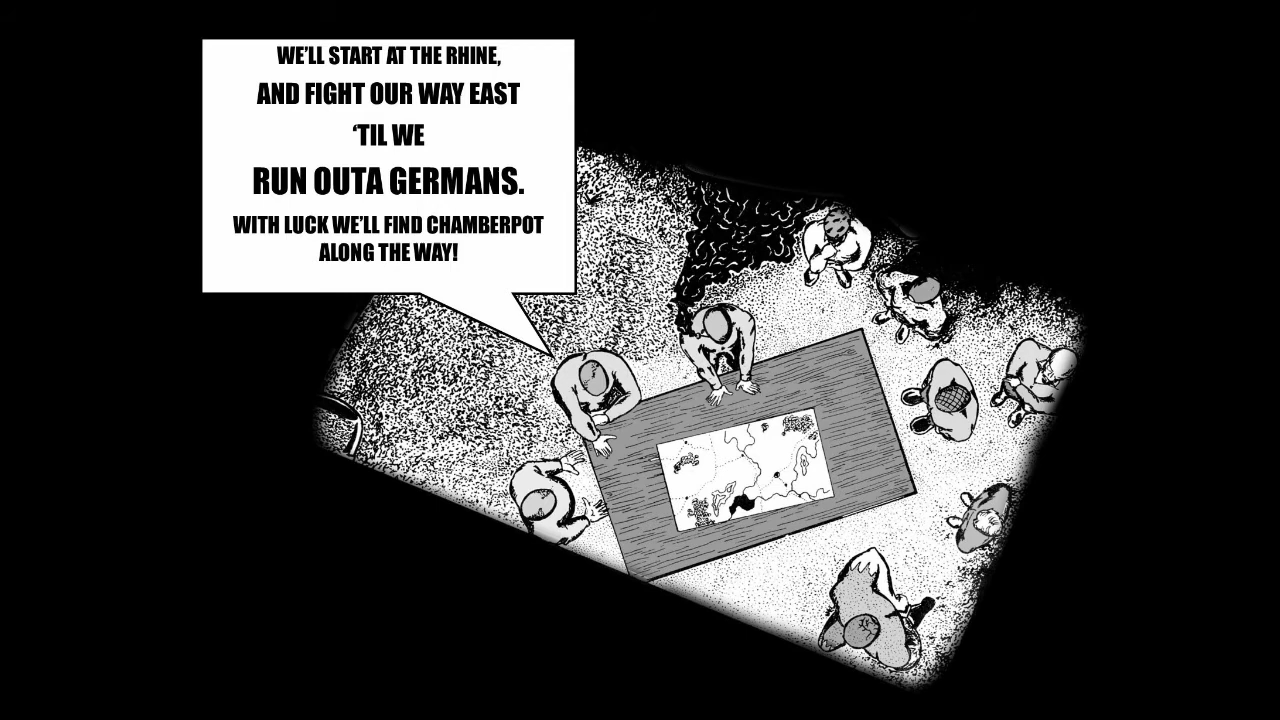 WE'LL START AT THE RHINE,
AND FIGHT OUR WAY EAST
‘TIL WE
RUN OUTA GERMANS.
WITH LUCK WE'LL FIND CHAMBERPOT
ALONG THE WAY!